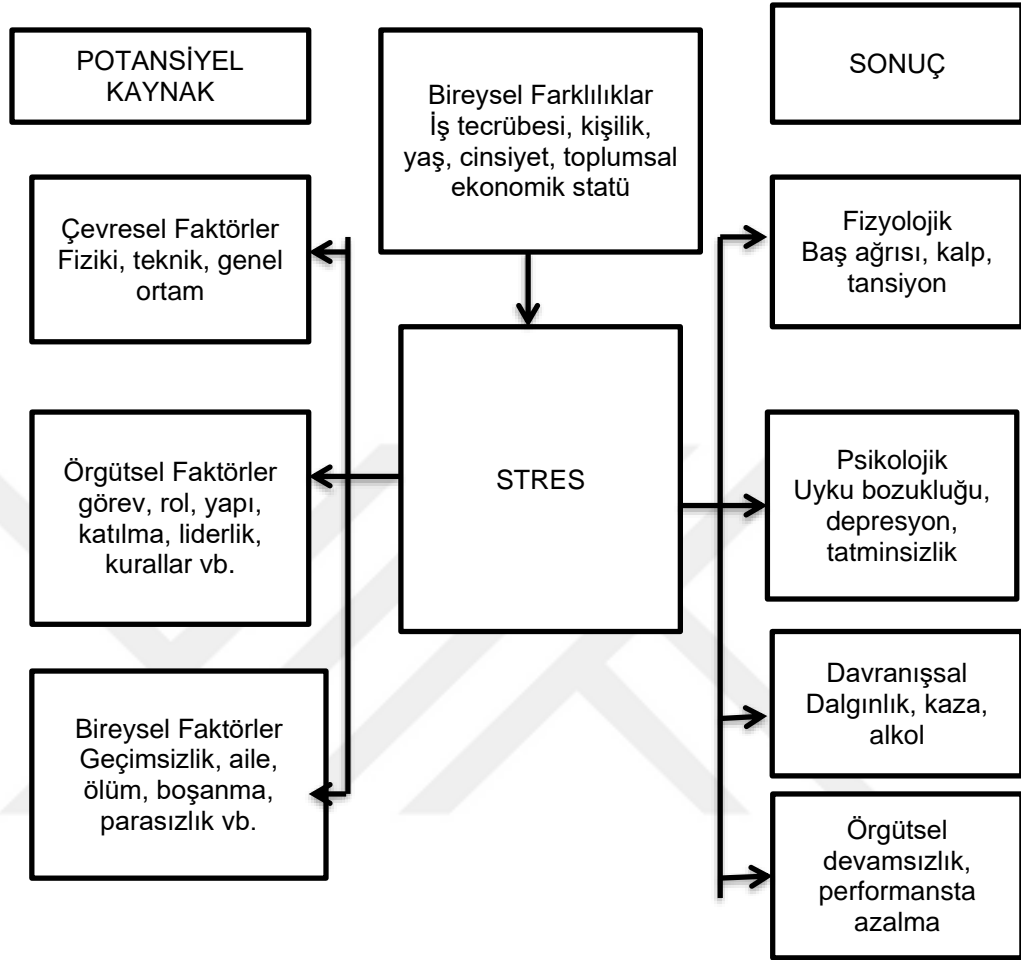 POTANSİYEL
KAYNAK
Bireysel Farklılıklar
İş tecrübesi, kişilik,
yaş, cinsiyet, toplumsal
ekonomik statü
SONUÇ
Çevresel Faktörler
Fiziki, teknik, genel
ortam
Fizyolojik
Baş ağrısı, kalp,
tansiyon
Örgütsel Faktörler
görev, rol, yapı,
katılma, liderlik,
kurallar vb.
STRES
Psikolojik
Uyku bozukluğu,
depresyon,
tatminsizlik
Bireysel Faktörler
Geçimsizlik, aile,
ölüm, boşanma,
parasızlık vb.
Davranışsal
Dalgınlık, kaza,
alkol
Örgütsel
devamsızlık,
performansta
azalma